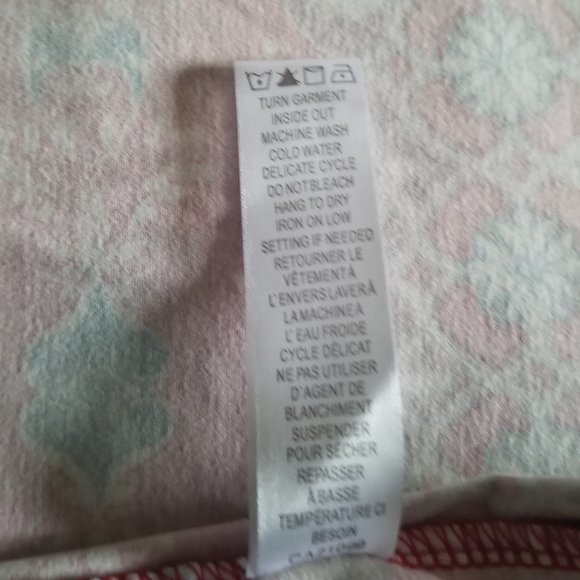 TURN GARMENT
INSIDE OUT
MACHINE WASH
COLD WATER
DELICATE CYCLE
DO NOT BLEACH
HANG TO DRY
IRON ON LOW
SETTING IF NEEDED
RETOURNER LE
VÊTEMENT À
L'ENVERS LAVER À
LA MACHINE A
L'EAU FROIDE
CYCLE DÉLICAT
NE PAS UTILISER
D'AGENT DE
BLANCHIMENT
SUSPENDER
POUR SÉCHER
REPASSER
À BASSE
TEMPÉRATURE CI
BESOIN